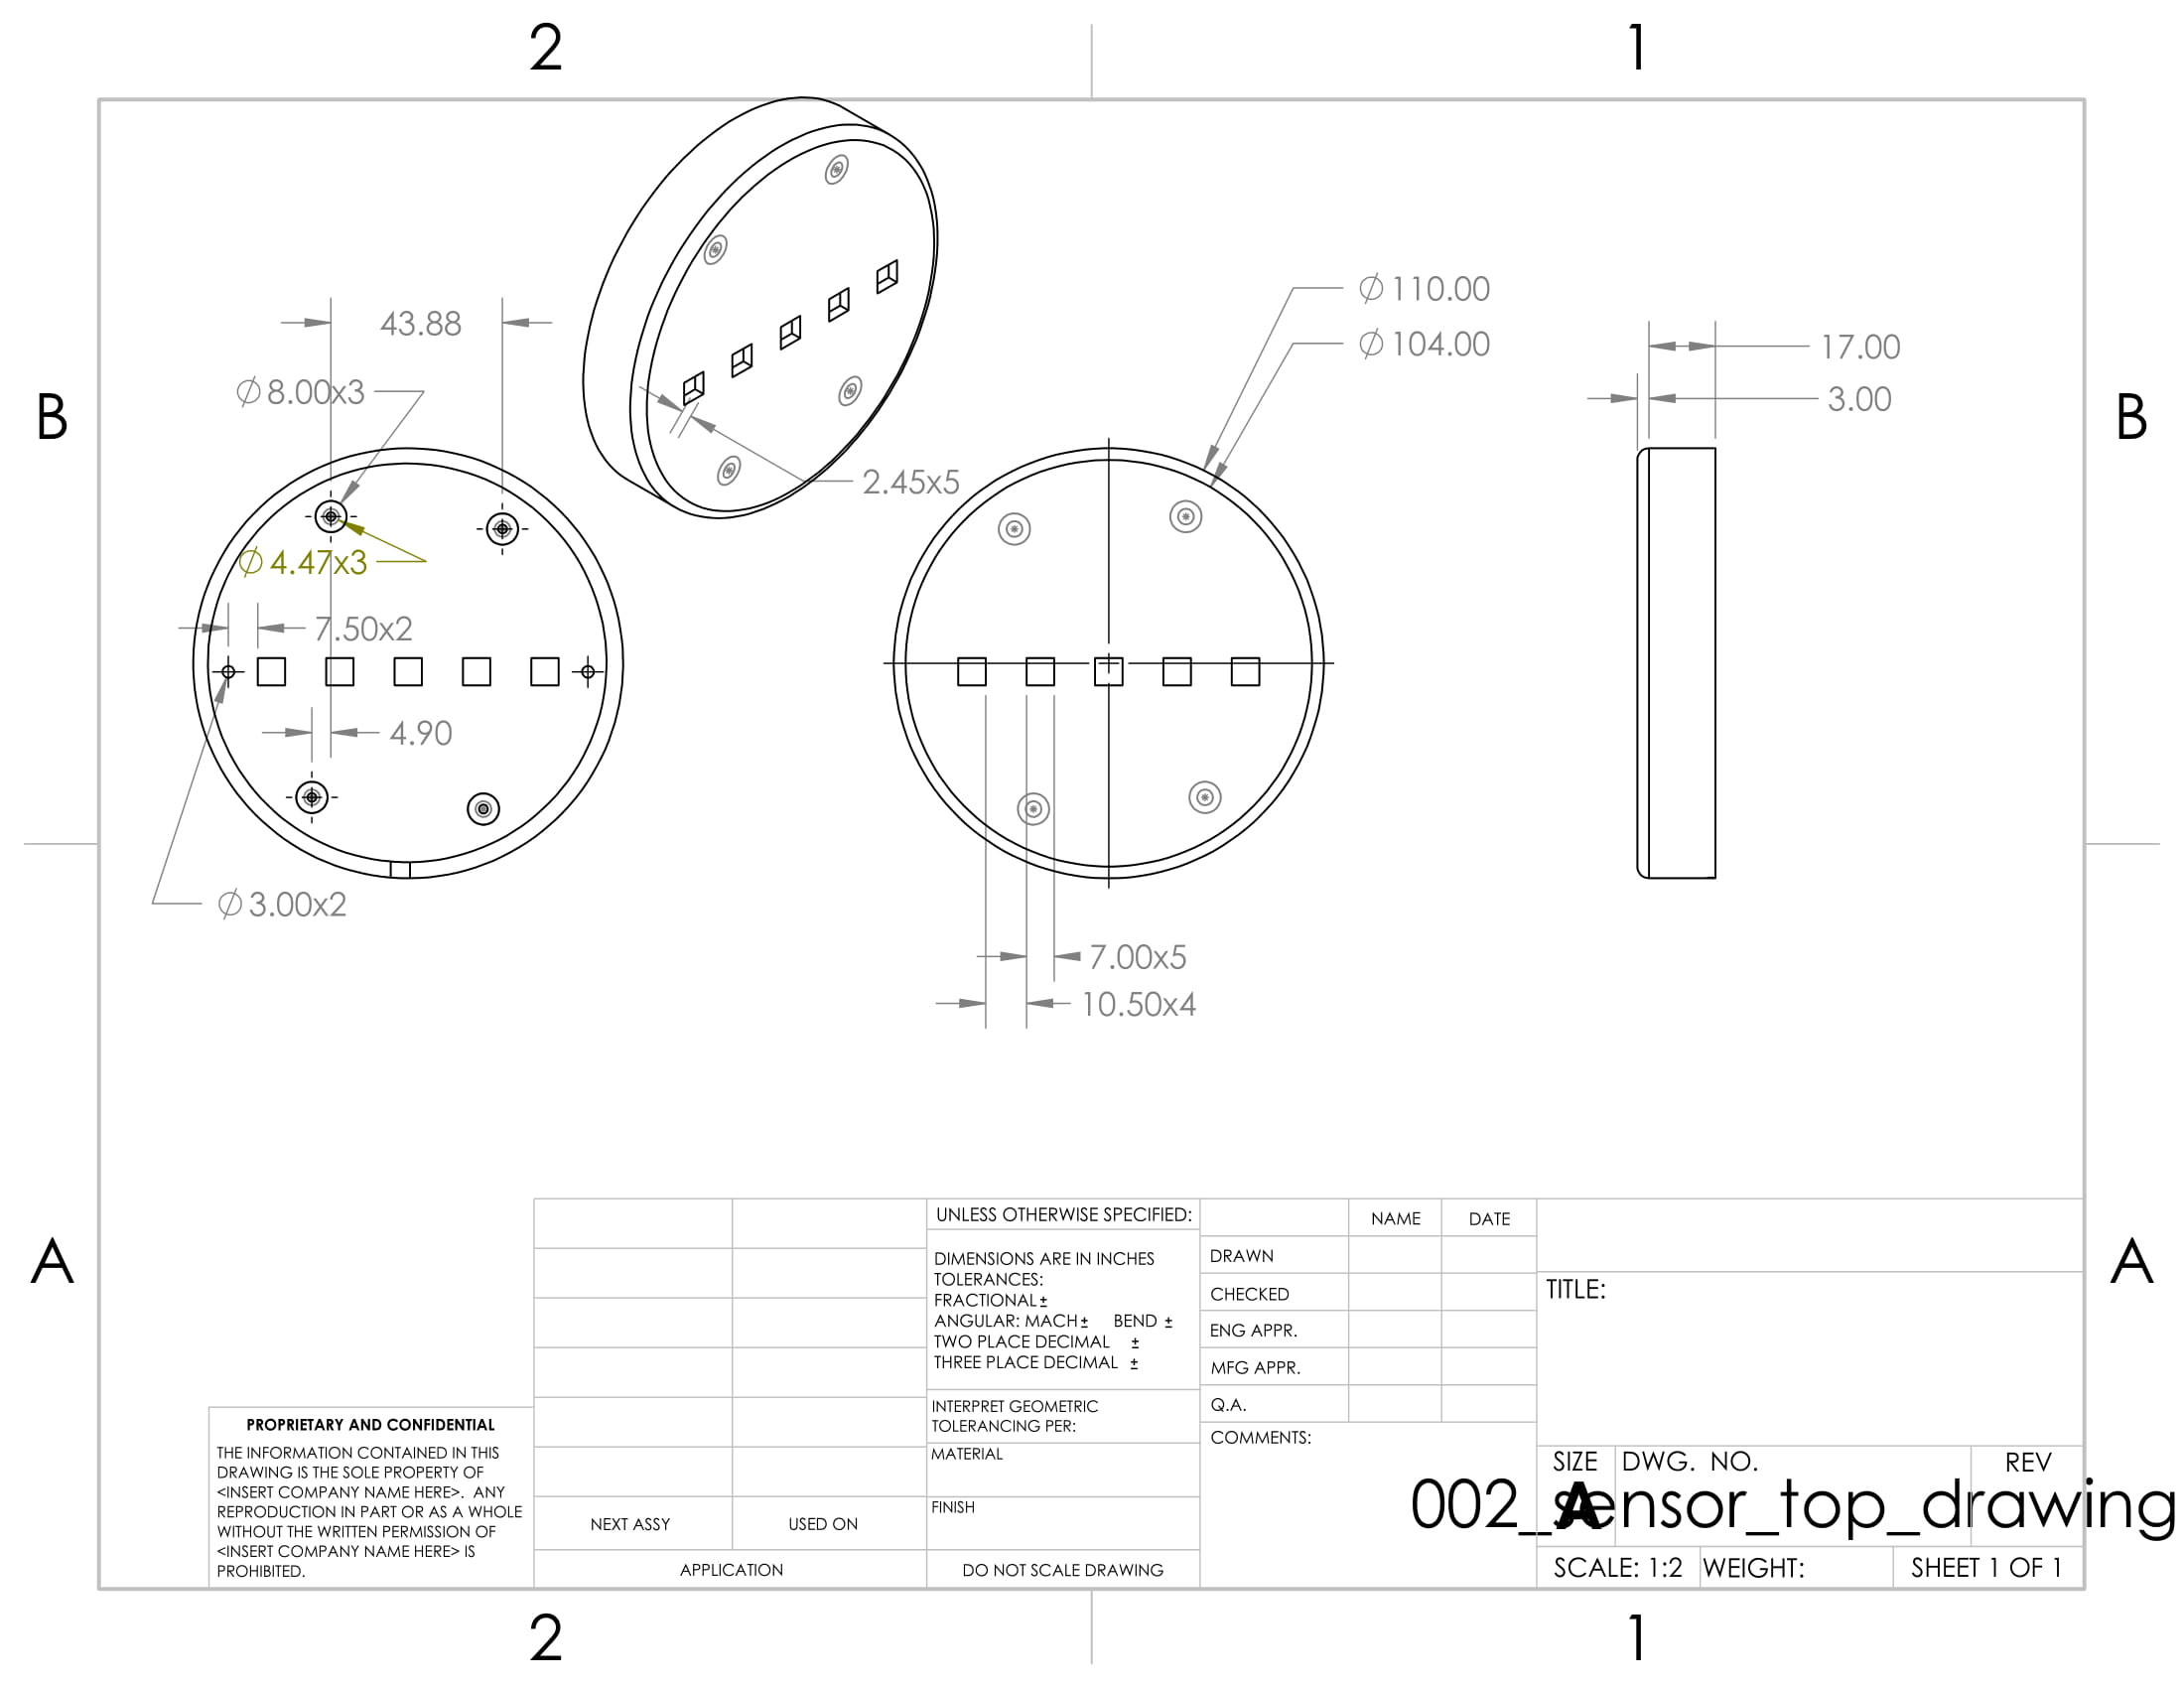 2
1
43.88
⌀8.00x3
⌀4.47x3
7.50x2
4.90
⌀3.00x2
2.45x5
⌀110.00
⌀104.00
17.00
3.00
7.00x5
10.50x4
B
B
A
A
UNLESS OTHERWISE SPECIFIED:
DIMENSIONS ARE IN INCHES
TOLERANCES:
FRACTIONAL±
ANGULAR: MACH± BEND ±
TWO PLACE DECIMAL ±
THREE PLACE DECIMAL ±
INTERPRET GEOMETRIC
TOLERANCING PER:
MATERIAL
FINISH
DO NOT SCALE DRAWING
NAME DATE
DRAWN
CHECKED
ENG APPR.
MFG APPR.
Q.A.
COMMENTS:
TITLE:
SIZE DWG. NO. REV
A
002_sensor_top_drawing
SCALE: 1:2 WEIGHT: SHEET 1 OF 1
PROPRIETARY AND CONFIDENTIAL
THE INFORMATION CONTAINED IN THIS
DRAWING IS THE SOLE PROPERTY OF
<INSERT COMPANY NAME HERE>. ANY
REPRODUCTION IN PART OR AS A WHOLE
WITHOUT THE WRITTEN PERMISSION OF
<INSERT COMPANY NAME HERE> IS
PROHIBITED.
NEXT ASSY USED ON
APPLICATION
2
1